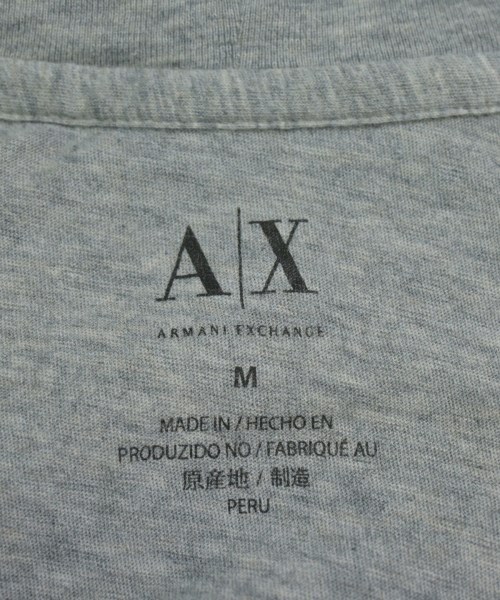 A|X
ARMANI EXCHANGE
M
MADE IN / HECHO EN
PRODUZIDO NO / FABRIQUÉ AU
原産地 / 制造
PERU